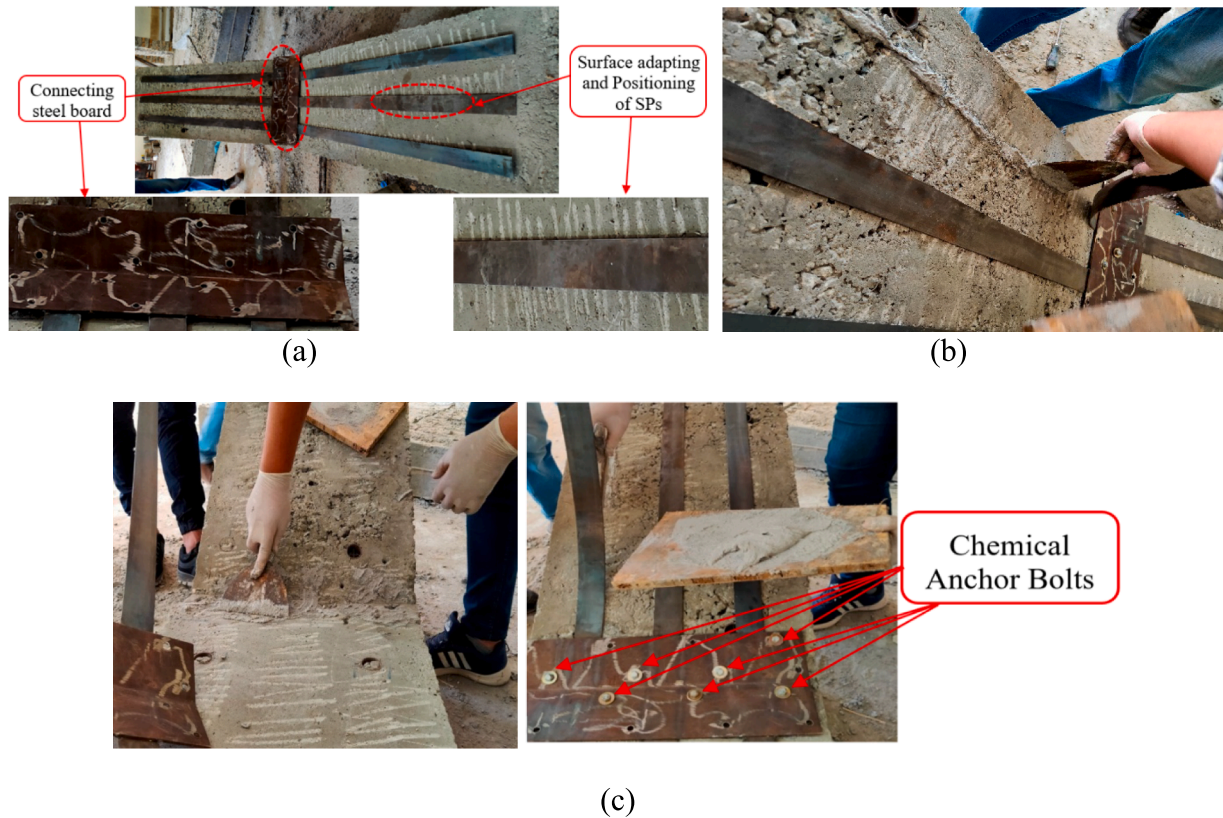 Connecting
steel board
Surface adapting
and Positioning
of SPs
(a)
(b)
Chemical
Anchor Bolts
(c)